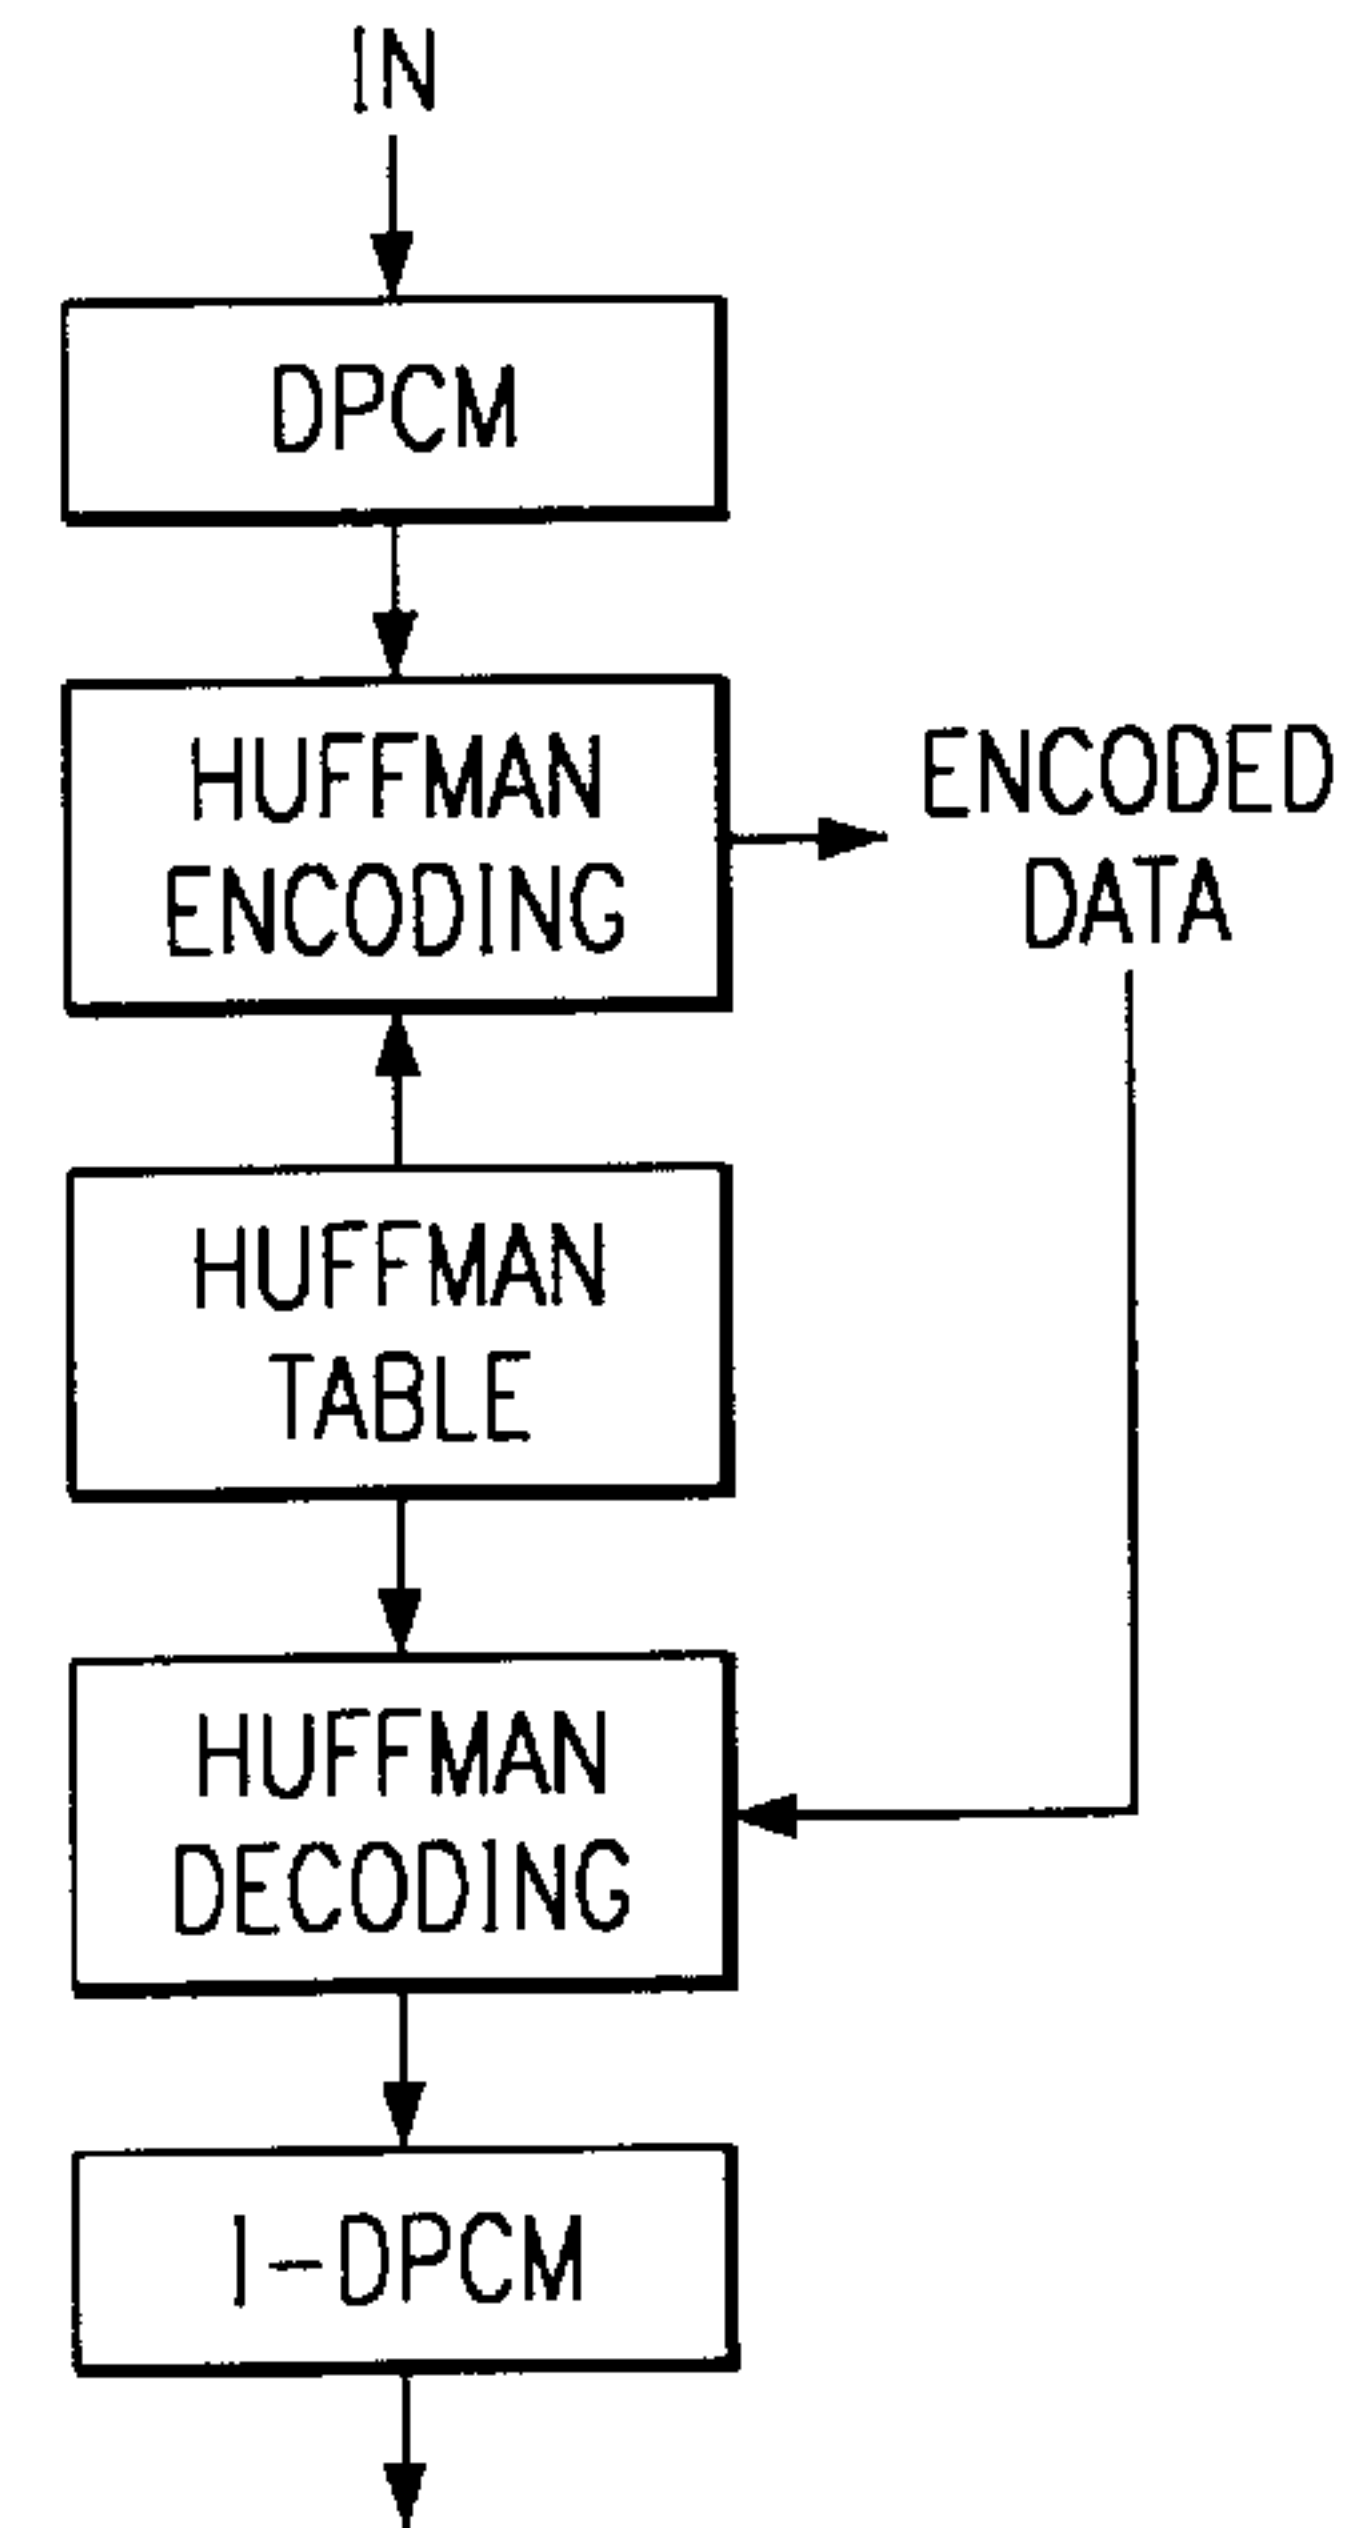 IN
DPCM
HUFFMAN
ENCODING
ENCODED
DATA
HUFFMAN
TABLE
HUFFMAN
DECODING
I-DPCM